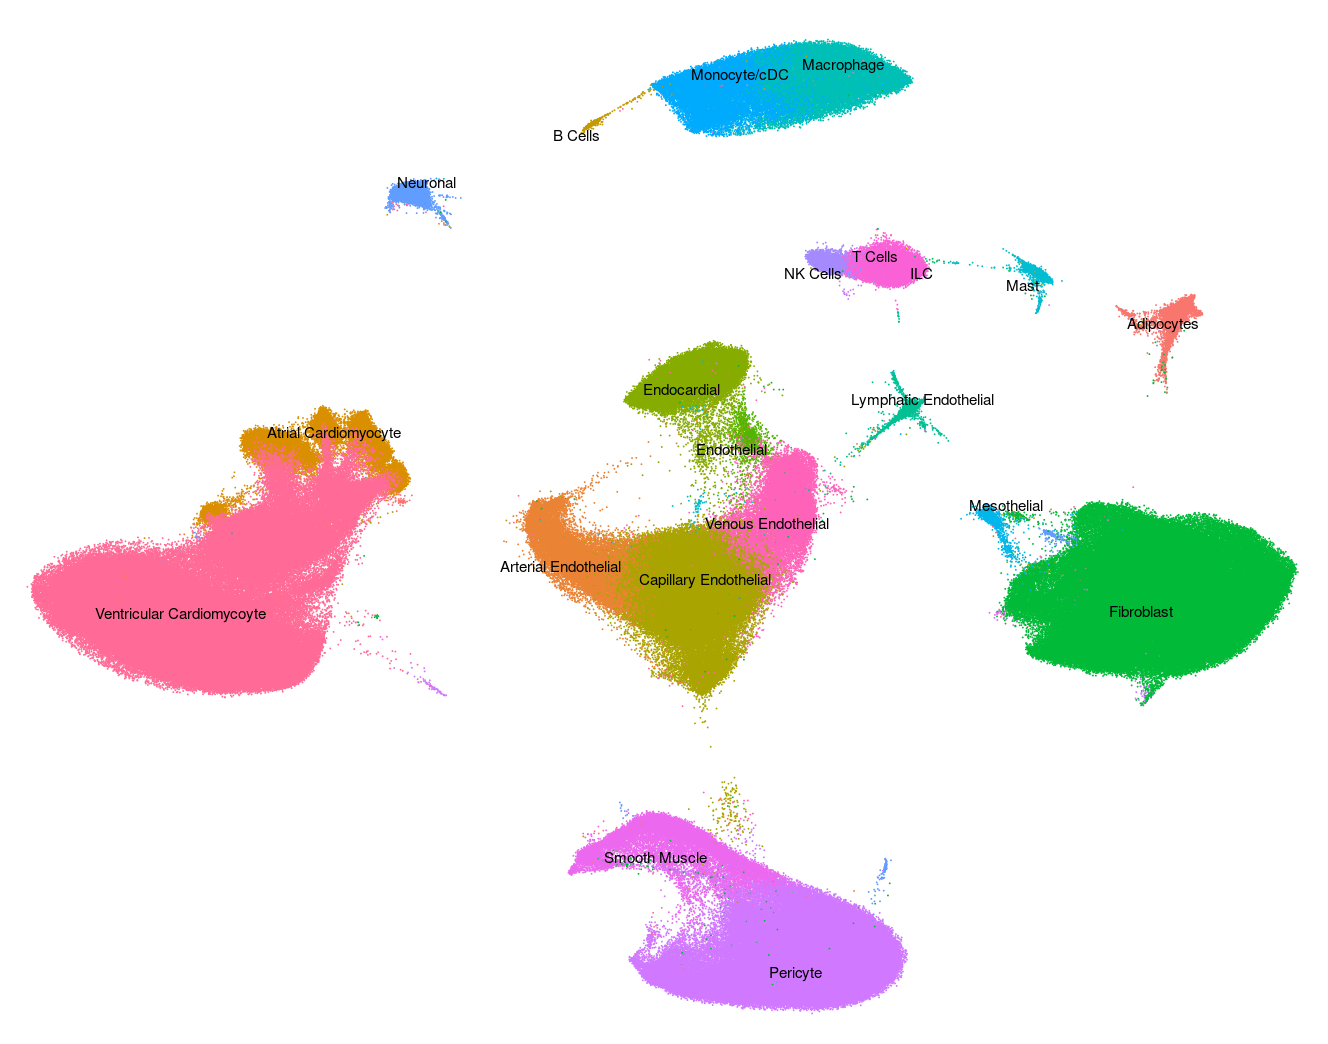 Macrophage
Monocyte/cDC
B Cells
Neuronal
T Cells
NK Cells
ILC
Mast
Adipocytes
Endocardial
Lymphatic Endothelial
Atrial Cardiomyocyte
Endothelial
Mesothelial
Venous Endothelial
Arterial Endothelial
Capillary Endothelial
Ventricular Cardiomycoyte
Fibroblast
Smooth Muscle
Pericyte